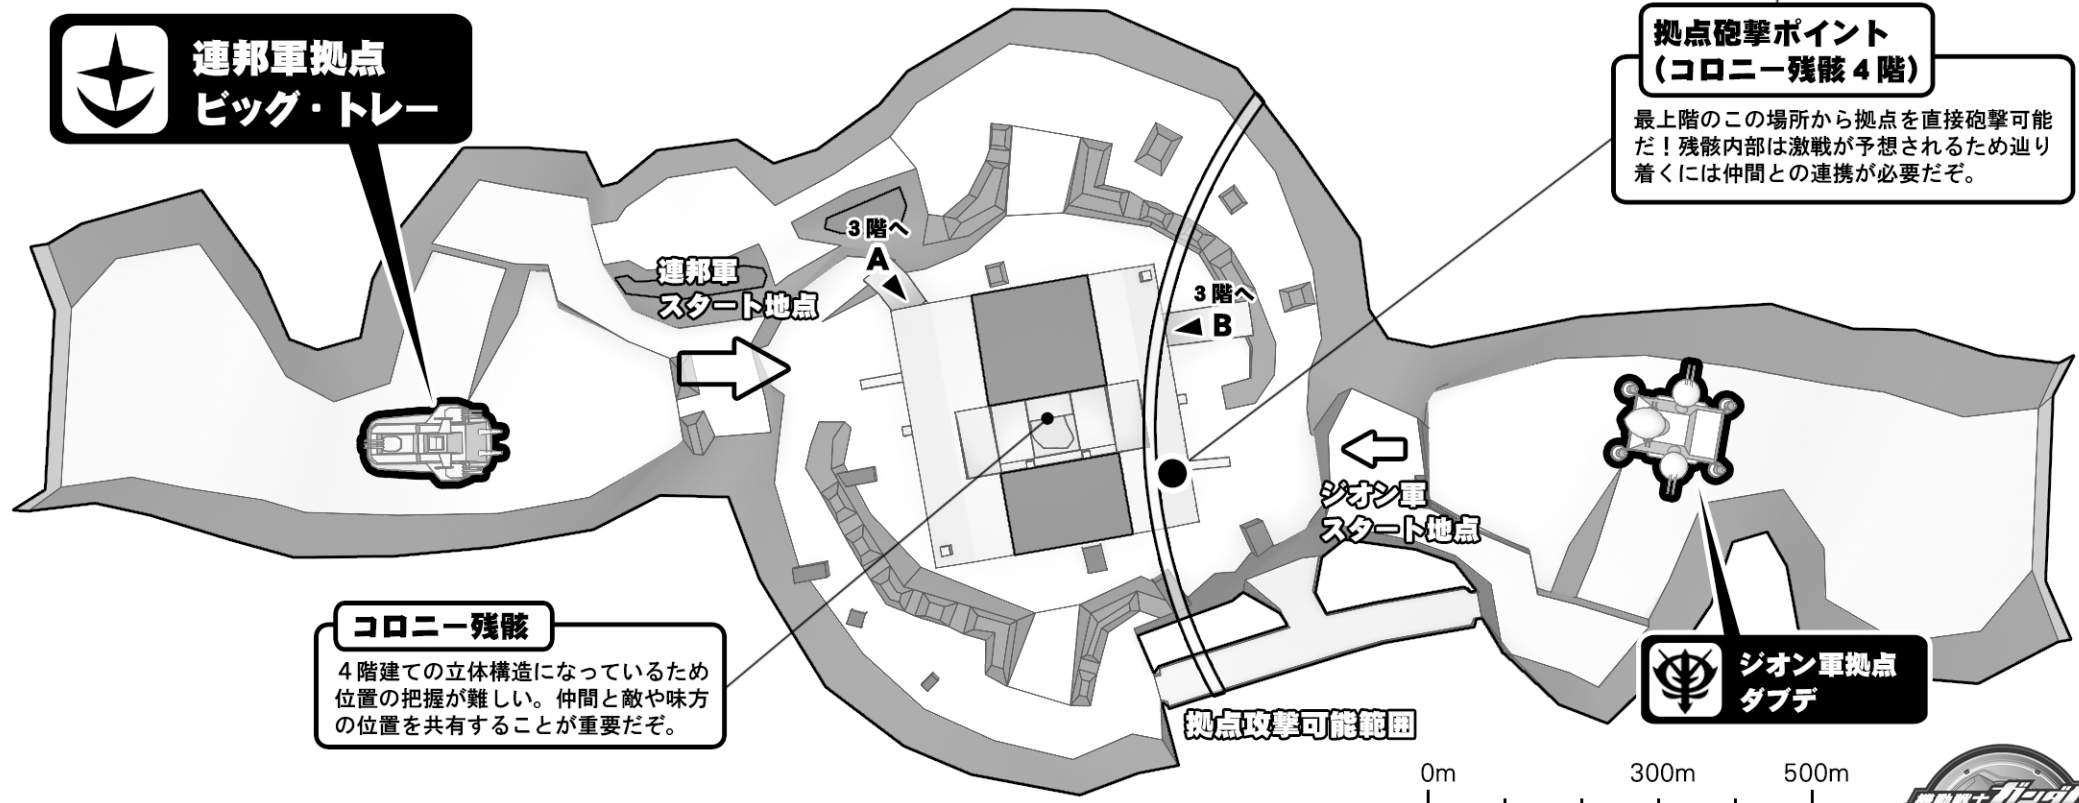 連邦軍拠点
ビッグ・トレー
拠点砲撃ポイント
(コロニー残骸4階)
最上階のこの場所から拠点を直接砲撃可能
だ！残骸内部は激戦が予想されるため辿り
着くには仲間との連携が必要だぞ。
3階へ
A
連邦軍
スタート地点
3階へ
B
ジオン軍
スタート地点
コロニー残骸
4階建ての立体構造になっているため
位置の把握が難しい。仲間と敵や味方
の位置を共有することが重要だぞ。
ジオン軍拠点
ダブデ
拠点攻撃可能範囲
0m 300m 500m
機動戦士ガンダム